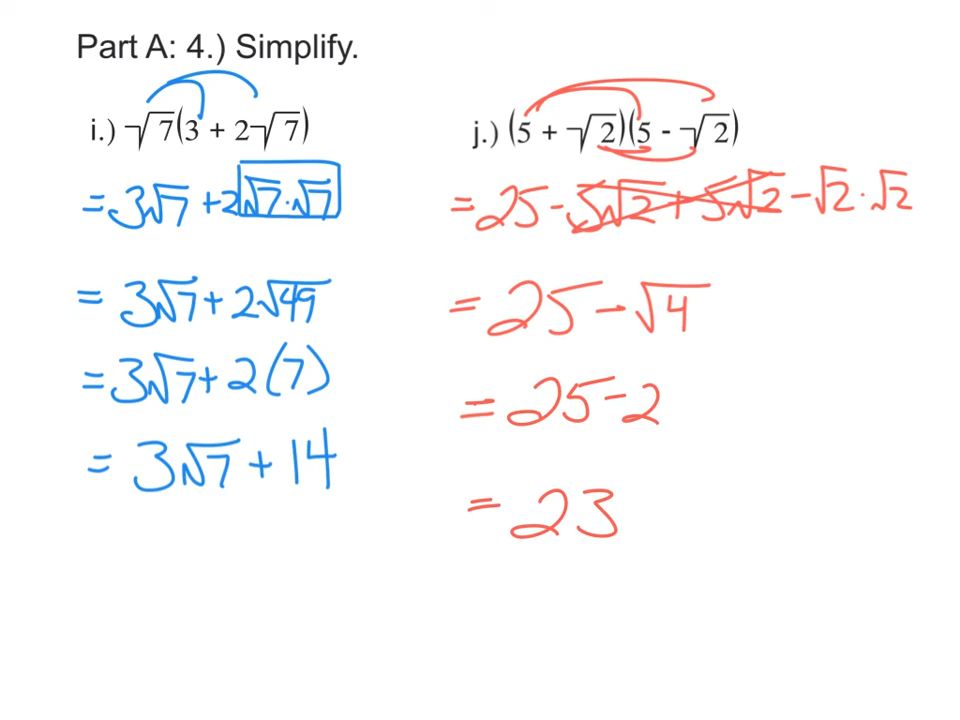 Part A: 4.) Simplify.
i.) √7(3 + 2√7)
= 3√7 + 2√7·√7
= 3√7 + 2√49
= 3√7 + 2(7)
= 3√7 + 14
j.) (5 + √2)(5 - √2)
= 25 - 5√2 + 5√2 - √2·√2
= 25 - √4
= 25 - 2
= 23